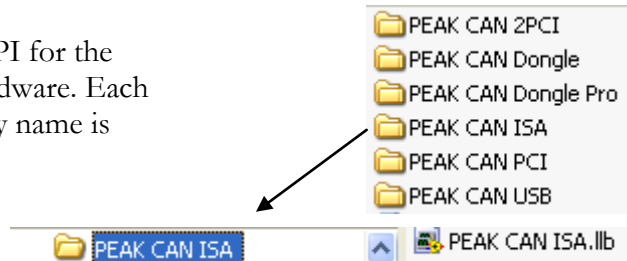 PI for the
dware. Each
name is
PEAK CAN 2PCI
PEAK CAN Dongle
PEAK CAN Dongle Pro
PEAK CAN ISA
PEAK CAN PCI
PEAK CAN USB
PEAK CAN ISA
PEAK CAN ISA.llb